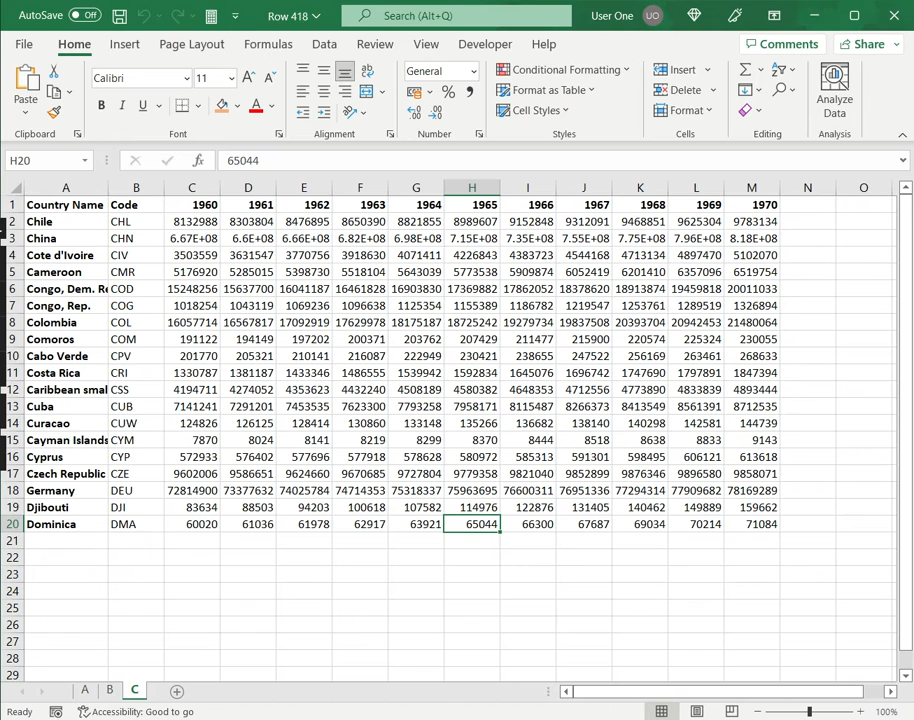 AutoSave Off Row 418 Search (Alt+Q) User One UO
File Home Insert Page Layout Formulas Data Review View Developer Help Comments Share
Paste Calibri 11 General Conditional Formatting Insert
B I U % Format as Table Delete Analyze Data
Cell Styles Format
Clipboard Font Alignment Number Styles Cells Editing Analysis
H20 fx 65044
A B C D E F G H I J K L M N O
1 Country Name Code 1960 1961 1962 1963 1964 1965 1966 1967 1968 1969 1970
2 Chile CHL 8132988 8303804 8476895 8650390 8821855 8989607 9152848 9312091 9468851 9625304 9783134
3 China CHN 6.67E+08 6.6E+08 6.66E+08 6.82E+08 6.98E+08 7.15E+08 7.35E+08 7.55E+08 7.75E+08 7.96E+08 8.18E+08
4 Cote d'Ivoire CIV 3503559 3631547 3770756 3918630 4071411 4226843 4383723 4544168 4713134 4897470 5102070
5 Cameroon CMR 5176920 5285015 5398730 5518104 5643039 5773538 5909874 6052419 6201410 6357096 6519754
6 Congo, Dem. Re COD 15248256 15637700 16041187 16461828 16903830 17369882 17862052 18378620 18913874 19459818 20011033
7 Congo, Rep. COG 1018254 1043119 1069236 1096638 1125354 1155389 1186782 1219547 1253761 1289519 1326894
8 Colombia COL 16057714 16567817 17092919 17629978 18175187 18725242 19279734 19837508 20393704 20942453 21480064
9 Comoros COM 191122 194149 197202 200371 203762 207429 211477 215900 220574 225324 230055
10 Cabo Verde CPV 201770 205321 210141 216087 222949 230421 238655 247522 256169 263461 268633
11 Costa Rica CRI 1330787 1381187 1433346 1486555 1539942 1592834 1645076 1696742 1747690 1797891 1847394
12 Caribbean smal CSS 4194711 4274052 4353623 4432240 4508189 4580382 4648353 4712556 4773890 4833839 4893444
13 Cuba CUB 7141241 7291201 7453535 7623300 7793258 7958171 8115487 8266373 8413549 8561391 8712535
14 Curacao CUW 124826 126125 128414 130860 133148 135266 136682 138140 140298 142581 144739
15 Cayman Islands CYM 7870 8024 8141 8219 8299 8370 8444 8518 8638 8833 9143
16 Cyprus CYP 572933 576402 577696 577918 578628 580972 585313 591301 598495 606121 613618
17 Czech Republic CZE 9602006 9586651 9624660 9670685 9727804 9779358 9821040 9852899 9876346 9896580 9858071
18 Germany DEU 72814900 73377632 74025784 74714353 75318337 75963695 76600311 76951336 77294314 77909682 78169289
19 Djibouti DJI 83634 88503 94203 100618 107582 114976 122876 131405 140462 149889 159662
20 Dominica DMA 60020 61036 61978 62917 63921 65044 66300 67687 69034 70214 71084
21
22
23
24
25
26
27
28
29
A B C
Ready Accessibility: Good to go 100%